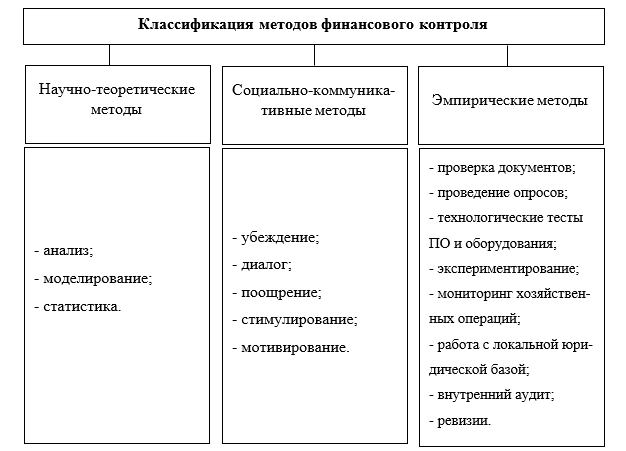 Классификация методов финансового контроля
Научно-теоретические
методы
- анализ;
- моделирование;
- статистика.
Социально-коммуника-
тивные методы
- убеждение;
- диалог;
- поощрение;
- стимулирование;
- мотивирование.
Эмпирические методы
- проверка документов;
- проведение опросов;
- технологические тесты
ПО и оборудования;
- экспериментирование;
- мониторинг хозяйствен-
ных операций;
- работа с локальной юри-
дической базой;
- внутренний аудит;
- ревизии.